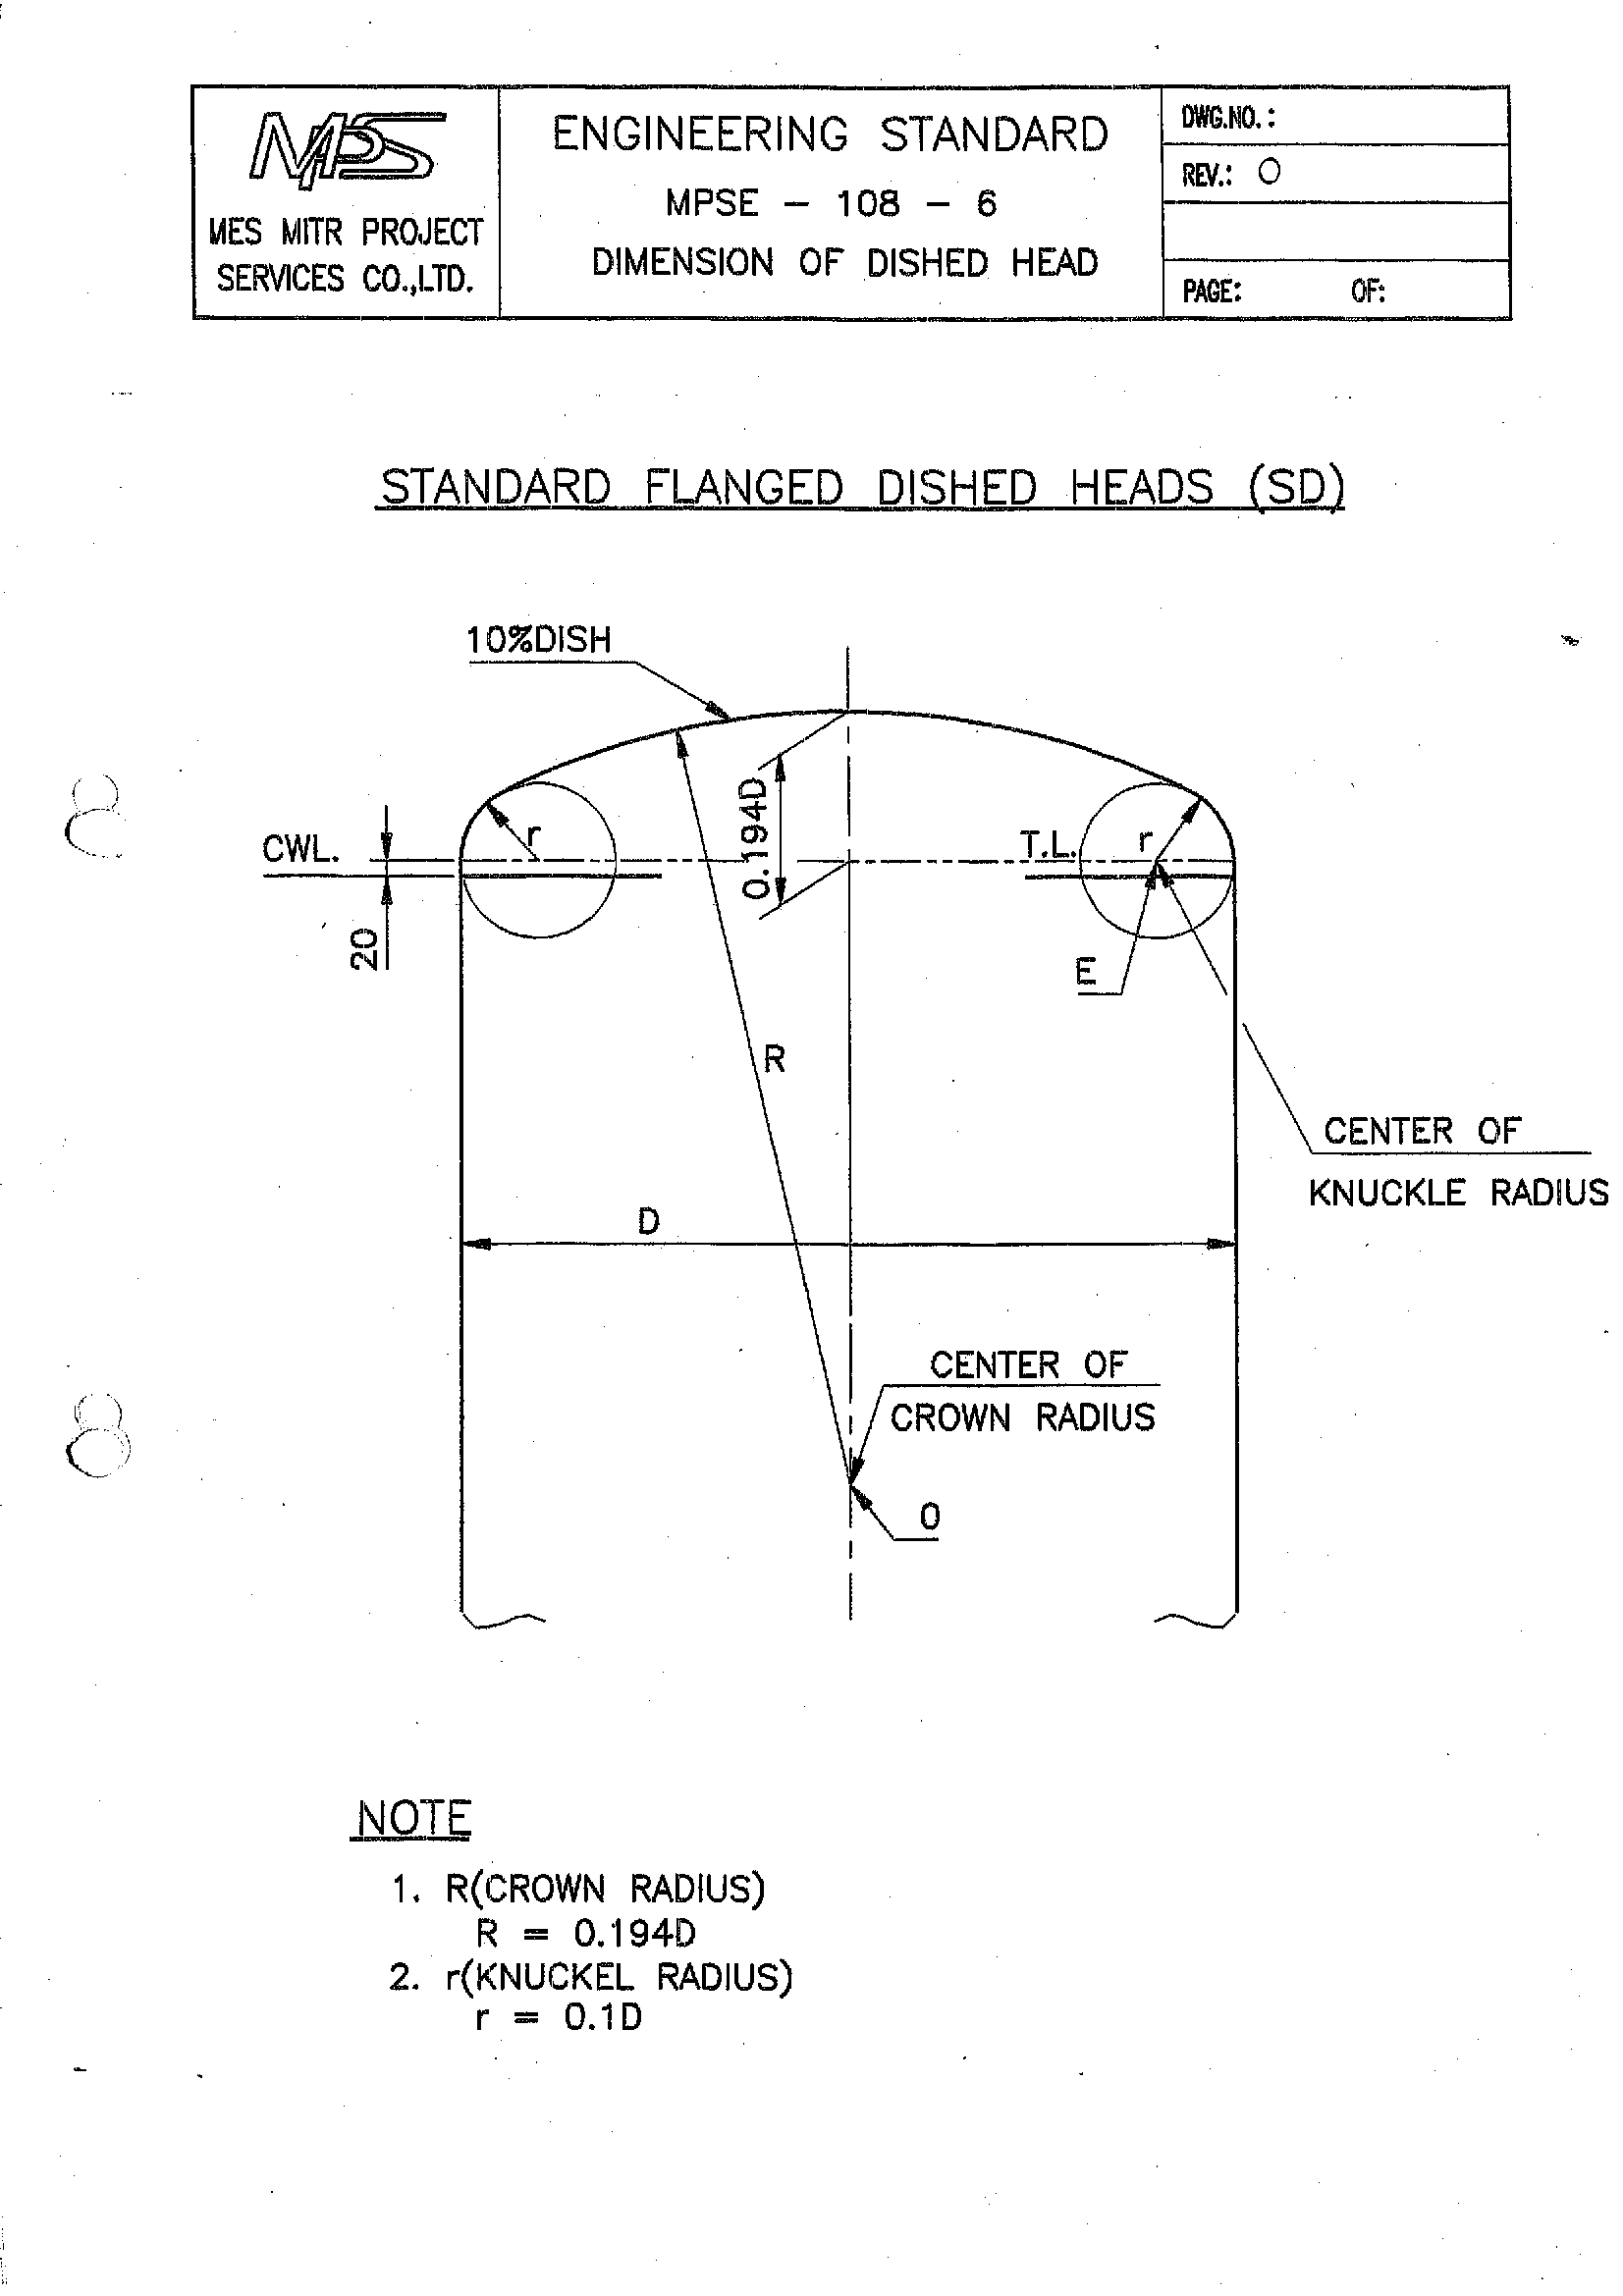 MPS
MES MITR PROJECT
SERVICES CO.,LTD.
ENGINEERING STANDARD
MPSE - 108 - 6
DIMENSION OF DISHED HEAD
DWG.NO. :
REV.: 0
PAGE: OF:
STANDARD FLANGED DISHED HEADS (SD)
10%DISH
0.194D
CWL.
r
T.L.
r
20
E
R
CENTER OF
KNUCKLE RADIUS
D
CENTER OF
CROWN RADIUS
0
NOTE
1. R(CROWN RADIUS)
R = 0.194D
2. r(KNUCKEL RADIUS)
r = 0.1D